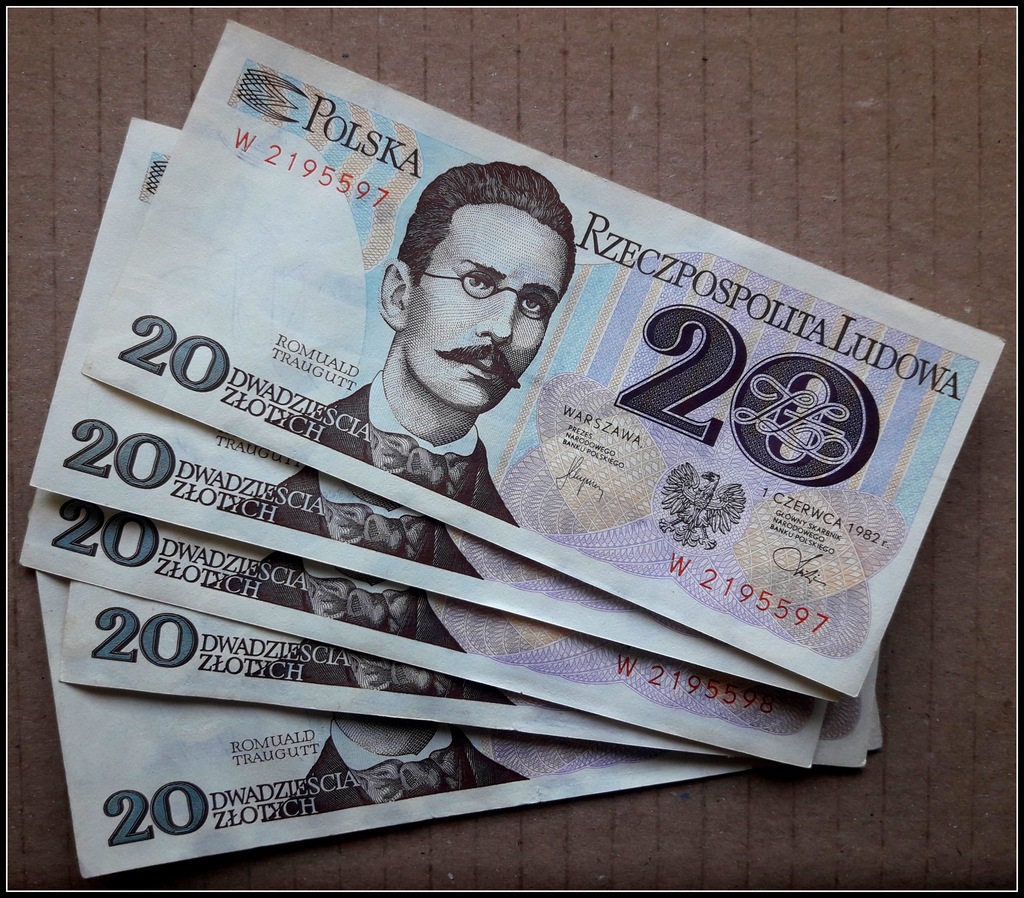 POLSKA
RZECZPOSPOLITA LUDOWA
W 2195597
20
ROMUALD
TRAUGUTT
20 DWADZIEŚCIA
ZŁOTYCH
WARSZAWA
PREZES
NARODOWEGO
BANKU POLSKIEGO
1 CZERWCA 1982 r.
GŁÓWNY SKARBNIK
NARODOWEGO
BANKU POLSKIEGO
W 2195597
TRAUGUTT
20 DWADZIEŚCIA
ZŁOTYCH
20 DWADZIEŚCIA
ZŁOTYCH
W 2195598
20 DWADZIEŚCIA
ZŁOTYCH
ROMUALD
TRAUGUTT
20 DWADZIEŚCIA
ZŁOTYCH